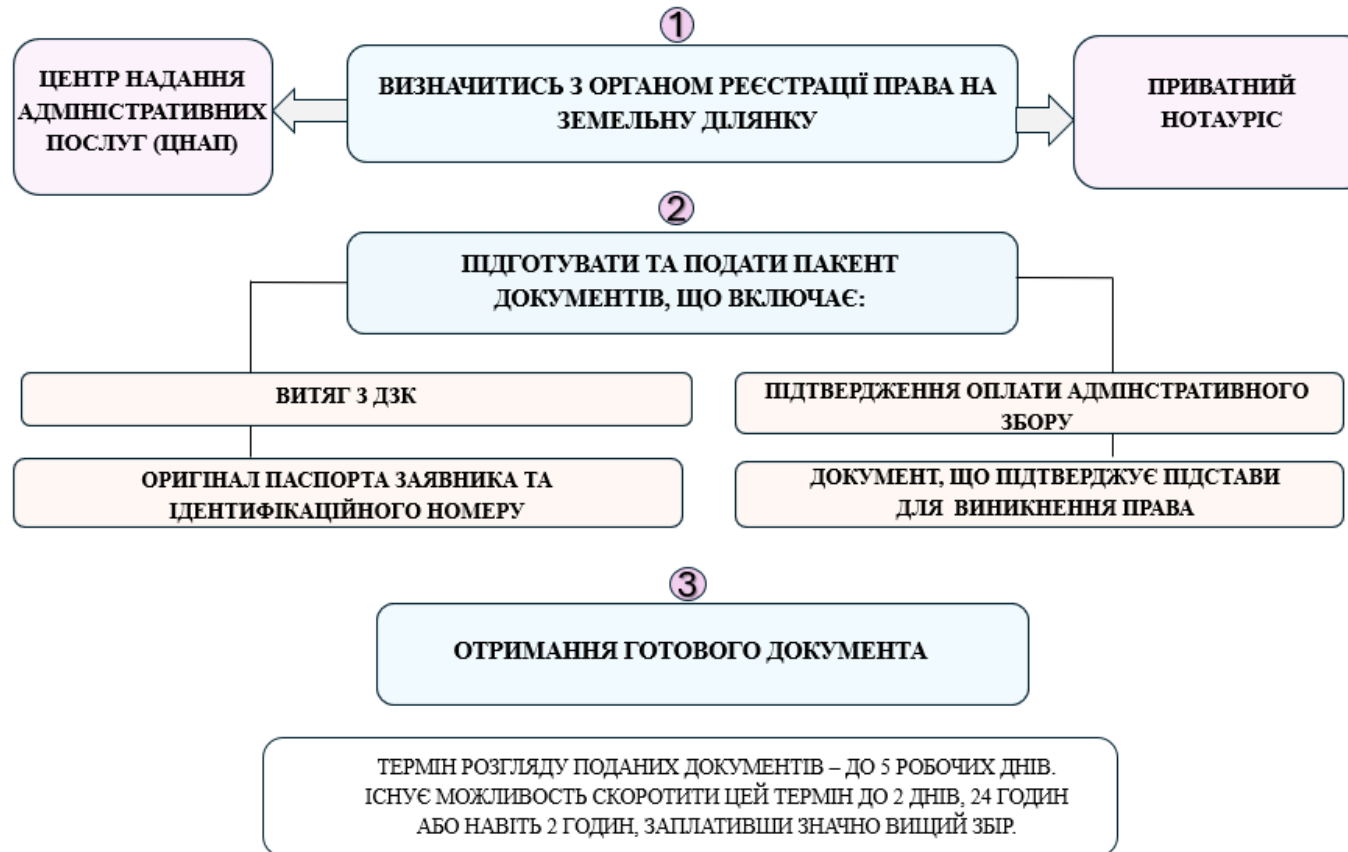 1
ЦЕНТР НАДАННЯ
АДМІНІСТРАТИВНИХ
ПОСЛУГ (ЦНАП)
ВИЗНАЧИТИСЬ З ОРГАНОМ РЕЄСТРАЦІЇ ПРАВА НА
ЗЕМЕЛЬНУ ДІЛЯНКУ
ПРИВАТНИЙ
НОТАУРІС
2
ПІДГОТУВАТИ ТА ПОДАТИ ПАКЕНТ
ДОКУМЕНТІВ, ЩО ВКЛЮЧАЄ:
ВИТЯГ З ДЗК
ПІДТВЕРДЖЕННЯ ОПЛАТИ АДМІНСТРАТИВНОГО
ЗБОРУ
ОРИГІНАЛ ПАСПОРТА ЗАЯВНИКА ТА
ІДЕНТИФІКАЦІЙНОГО НОМЕРУ
ДОКУМЕНТ, ЩО ПІДТВЕРДЖУЄ ПІДСТАВИ
ДЛЯ ВИНИКНЕННЯ ПРАВА
3
ОТРИМАННЯ ГОТОВОГО ДОКУМЕНТА
ТЕРМІН РОЗГЛЯДУ ПОДАНИХ ДОКУМЕНТІВ – ДО 5 РОБОЧИХ ДНІВ.
ІСНУЄ МОЖЛИВОСТЬ СКОРОТИТИ ЦЕЙ ТЕРМІН ДО 2 ДНІВ, 24 ГОДИН
АБО НАВІТЬ 2 ГОДИН, ЗАПЛАТИВШИ ЗНАЧНО ВИЩИЙ ЗБІР.